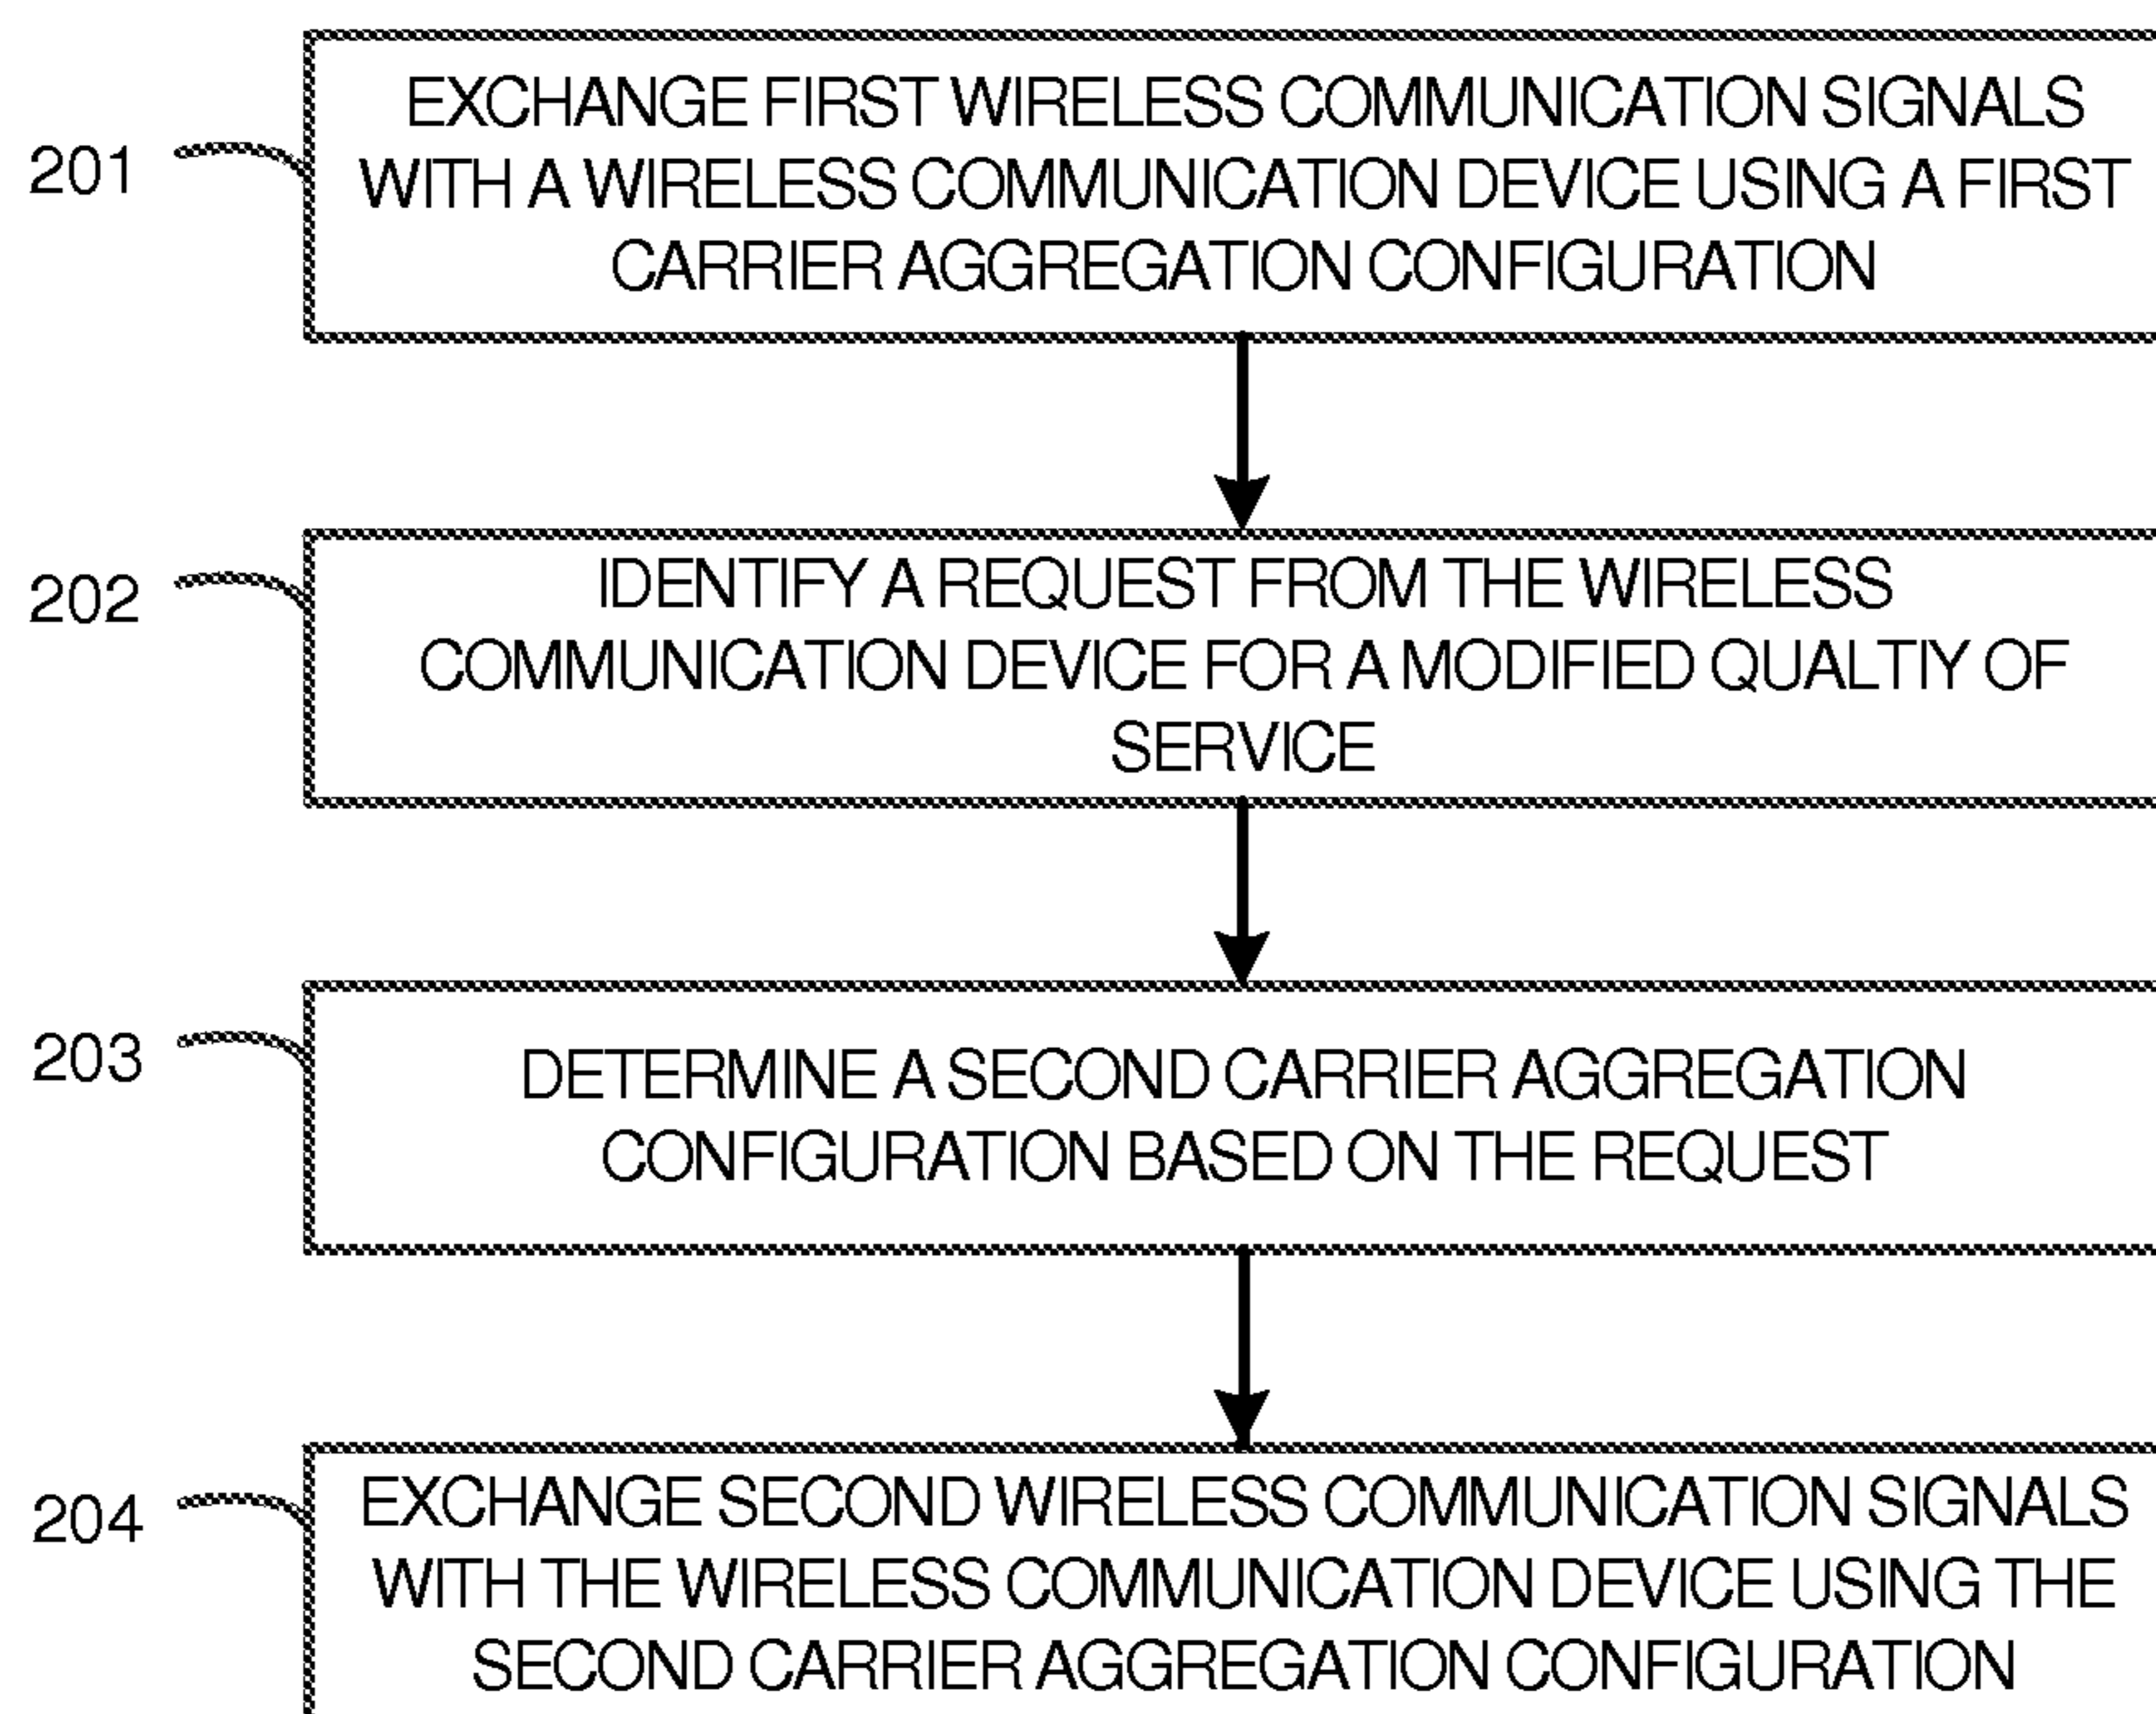 EXCHANGE FIRST WIRELESS COMMUNICATION SIGNALS
201
WITH A WIRELESS COMMUNICATION DEVICE USING A FIRST
CARRIER AGGREGATION CONFIGURATION
IDENTIFY A REQUEST FROM THE WIRELESS
202
COMMUNICATION DEVICE FOR A MODIFIED QUALTIY OF
SERVICE
203
DETERMINE A SECOND CARRIER AGGREGATION
CONFIGURATION BASED ON THE REQUEST
EXCHANGE SECOND WIRELESS COMMUNICATION SIGNALS
204
WITH THE WIRELESS COMMUNICATION DEVICE USING THE
SECOND CARRIER AGGREGATION CONFIGURATION